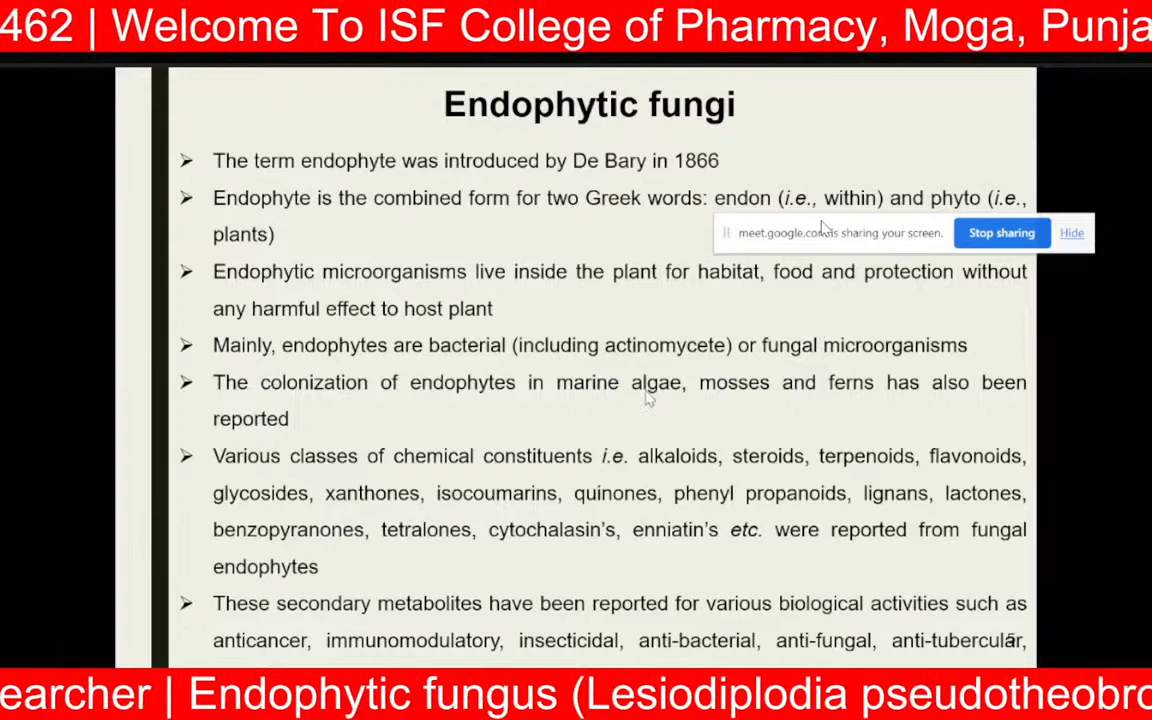 462 | Welcome To ISF College of Pharmacy, Moga, Punja
Endophytic fungi
➢ The term endophyte was introduced by De Bary in 1866
➢ Endophyte is the combined form for two Greek words: endon (i.e., within) and phyto (i.e.,
plants)
meet.google.com is sharing your screen. Stop sharing Hide
➢ Endophytic microorganisms live inside the plant for habitat, food and protection without
any harmful effect to host plant
➢ Mainly, endophytes are bacterial (including actinomycete) or fungal microorganisms
➢ The colonization of endophytes in marine algae, mosses and ferns has also been
reported
➢ Various classes of chemical constituents i.e. alkaloids, steroids, terpenoids, flavonoids,
glycosides, xanthones, isocoumarins, quinones, phenyl propanoids, lignans, lactones,
benzopyranones, tetralones, cytochalasin's, enniatin's etc. were reported from fungal
endophytes
➢ These secondary metabolites have been reported for various biological activities such as
anticancer, immunomodulatory, insecticidal, anti-bacterial, anti-fungal, anti-tubercular,
earcher | Endophytic fungus (Lesiodiplodia pseudotheobro